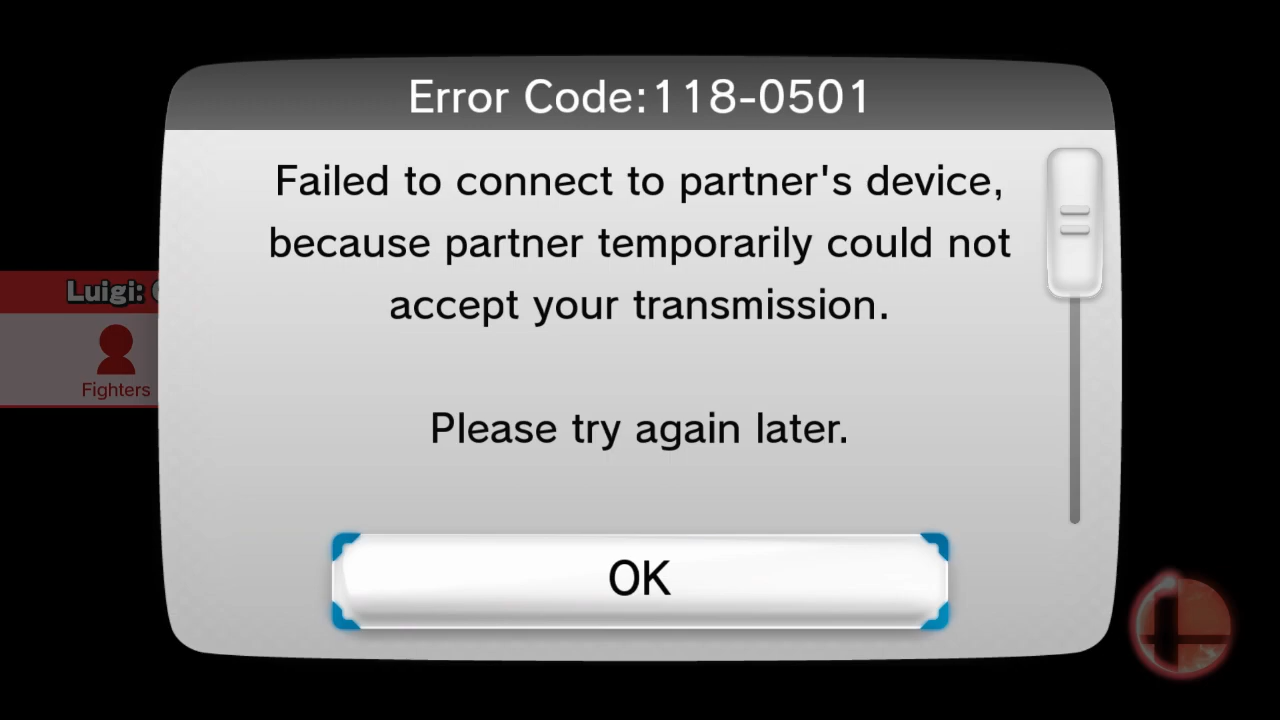 Error Code:118-0501
Failed to connect to partner's device,
because partner temporarily could not
accept your transmission.
Please try again later.
OK
Luigi:
Fighters